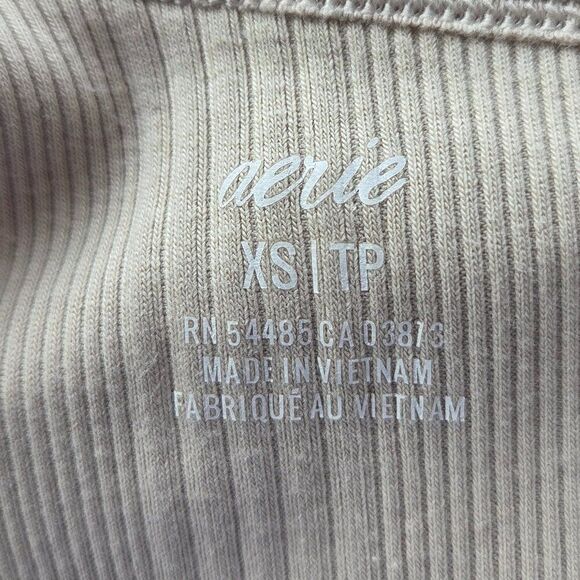 aerie
XS | TP
RN 54485 CA 03873
MADE IN VIETNAM
FABRIQUÉ AU VIETNAM